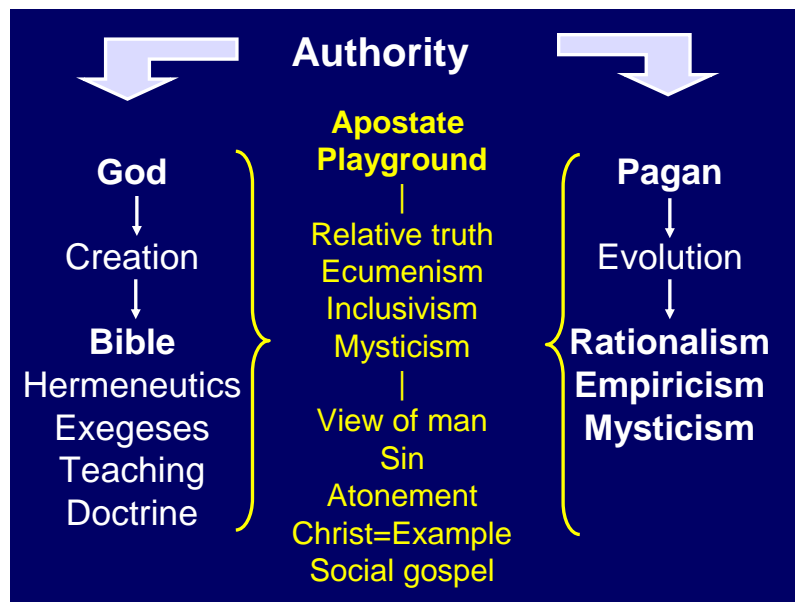 Authority
God
Creation
Bible
Hermeneutics
Exegeses
Teaching
Doctrine
Apostate
Playground
|
Relative truth
Ecumenism
Inclusivism
Mysticism
|
View of man
Sin
Atonement
Christ=Example
Social gospel
Pagan
Evolution
Rationalism
Empiricism
Mysticism